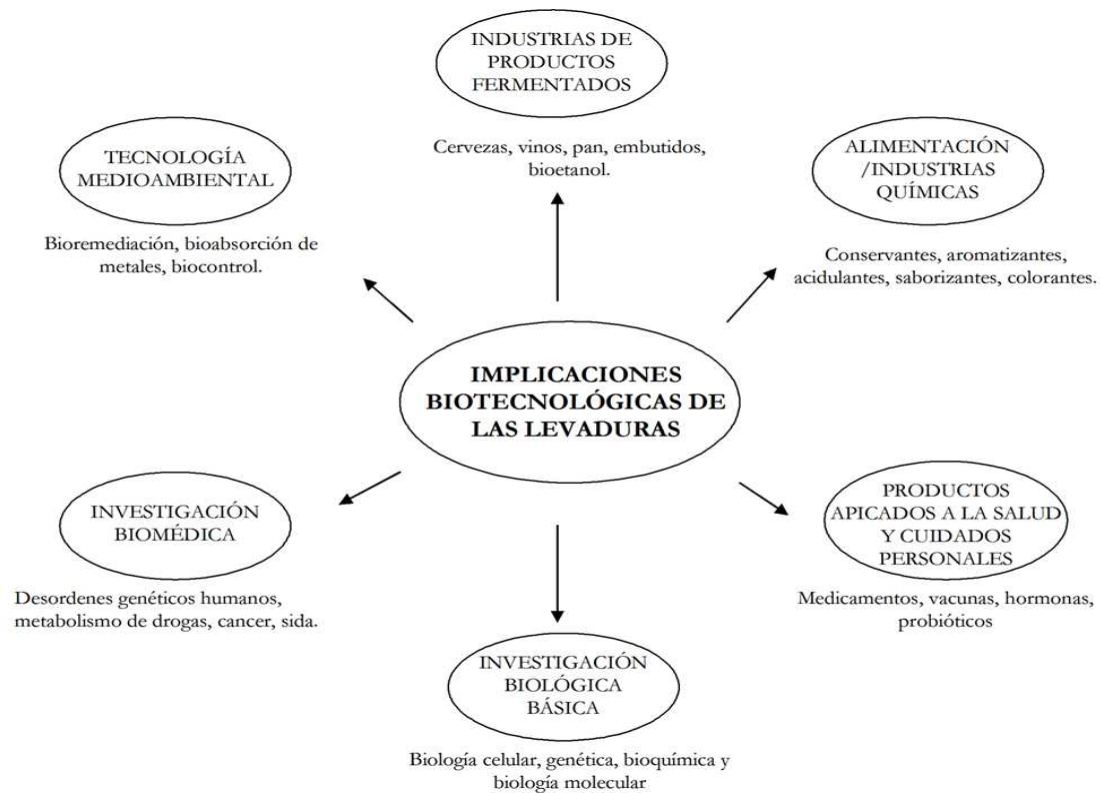 INDUSTRIAS DE
PRODUCTOS
FERMENTADOS
Cervezas, vinos, pan, embutidos,
bioetanol.
TECNOLOGÍA
MEDIOAMBIENTAL
Bioremediación, bioabsorción de
metales, biocontrol.
ALIMENTACIÓN
/INDUSTRIAS
QUÍMICAS
Conservantes, aromatizantes,
acidulantes, saborizantes, colorantes.
IMPLICACIONES
BIOTECNOLÓGICAS DE
LAS LEVADURAS
INVESTIGACIÓN
BIOMÉDICA
Desordenes genéticos humanos,
metabolismo de drogas, cancer, sida.
PRODUCTOS
APICADOS A LA SALUD
Y CUIDADOS
PERSONALES
Medicamentos, vacunas, hormonas,
probióticos
INVESTIGACIÓN
BIOLÓGICA
BÁSICA
Biología celular, genética, bioquímica y
biología molecular